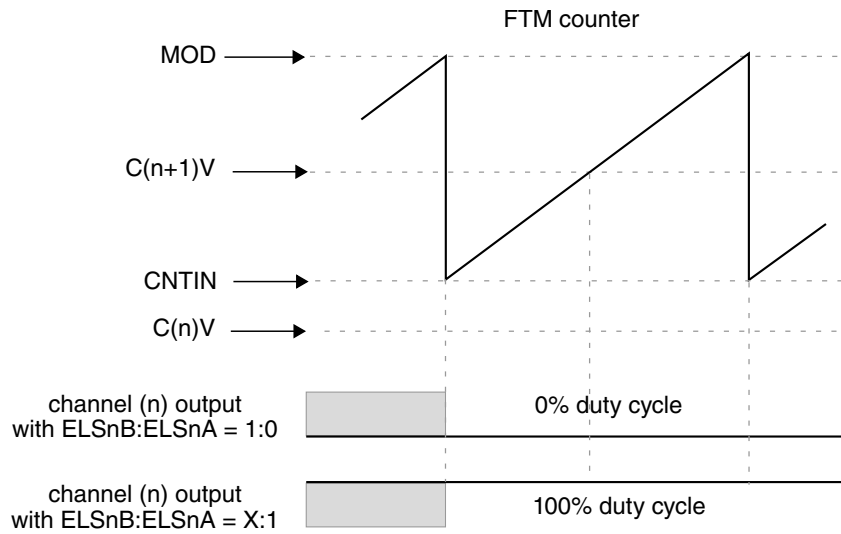 FTM counter
MOD
C(n+1)V
CNTIN
C(n)V
channel (n) output
with ELSnB:ELSnA = 1:0
0% duty cycle
channel (n) output
with ELSnB:ELSnA = X:1
100% duty cycle